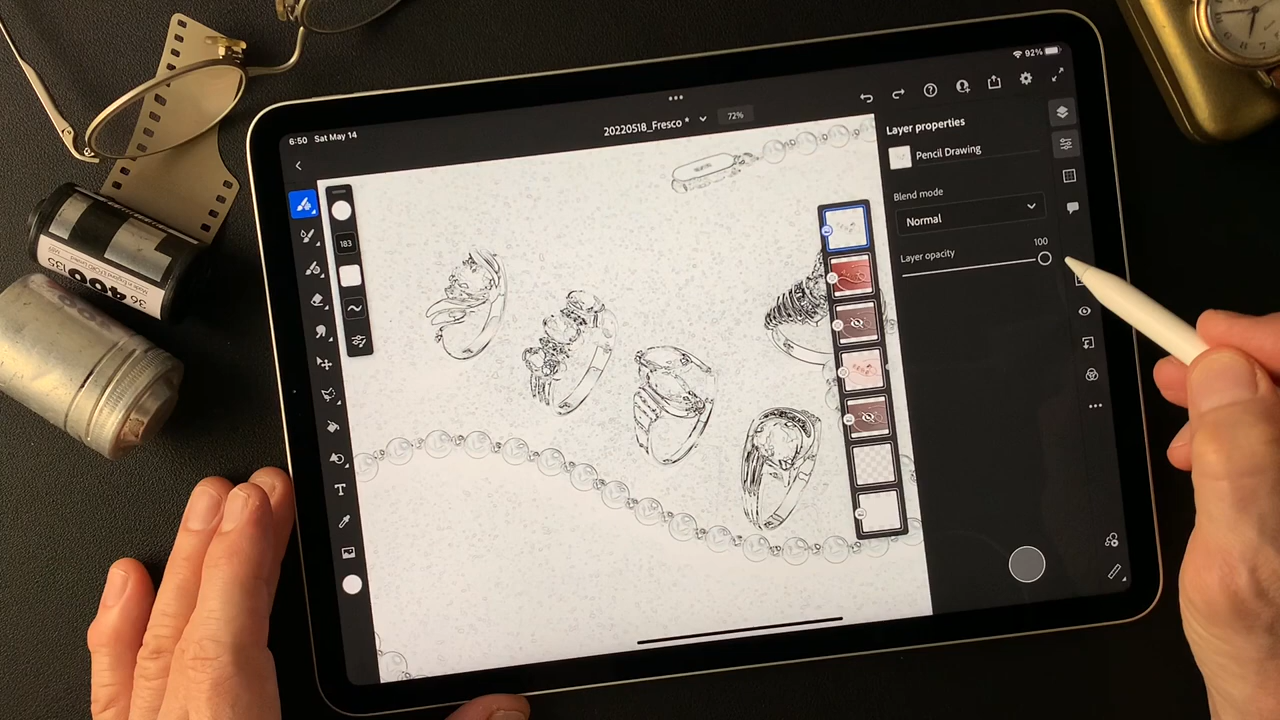 6:50 Sat May 14
92%
20220518_Fresco *
72%
183
Layer properties
Pencil Drawing
Blend mode
Normal
Layer opacity
100
400
36
135